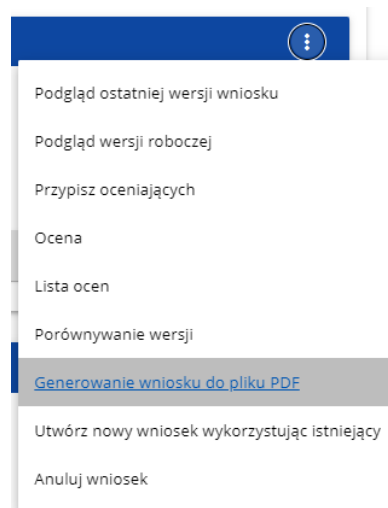 Podgląd ostatniej wersji wniosku
Podgląd wersji roboczej
Przypisz oceniających
Ocena
Lista ocen
Porównywanie wersji
Generowanie wniosku do pliku PDF
Utwórz nowy wniosek wykorzystując istniejący
Anuluj wniosek